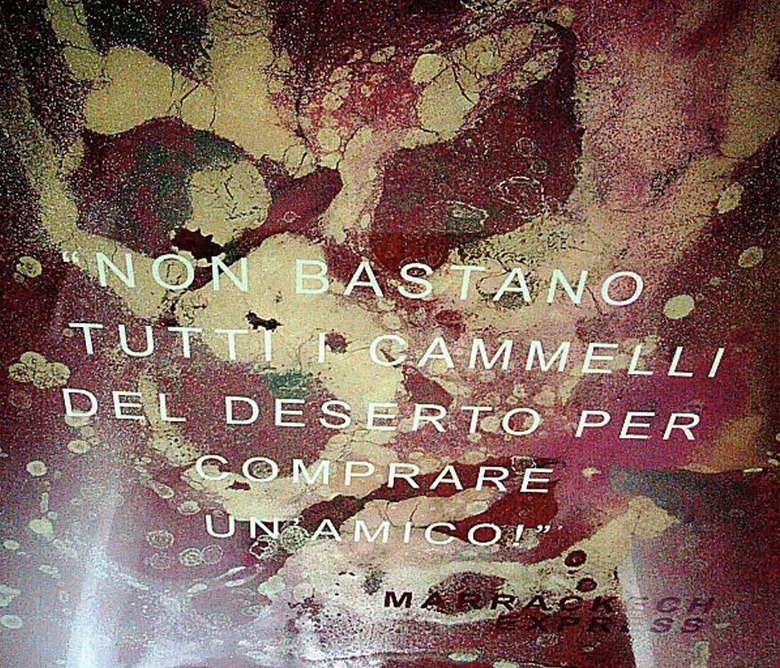 “NON BASTANO
TUTTI I CAMMELLI
DEL DESERTO PER
COMPRARE
UN'AMICO!”
MARRACKECH
EXPRESS